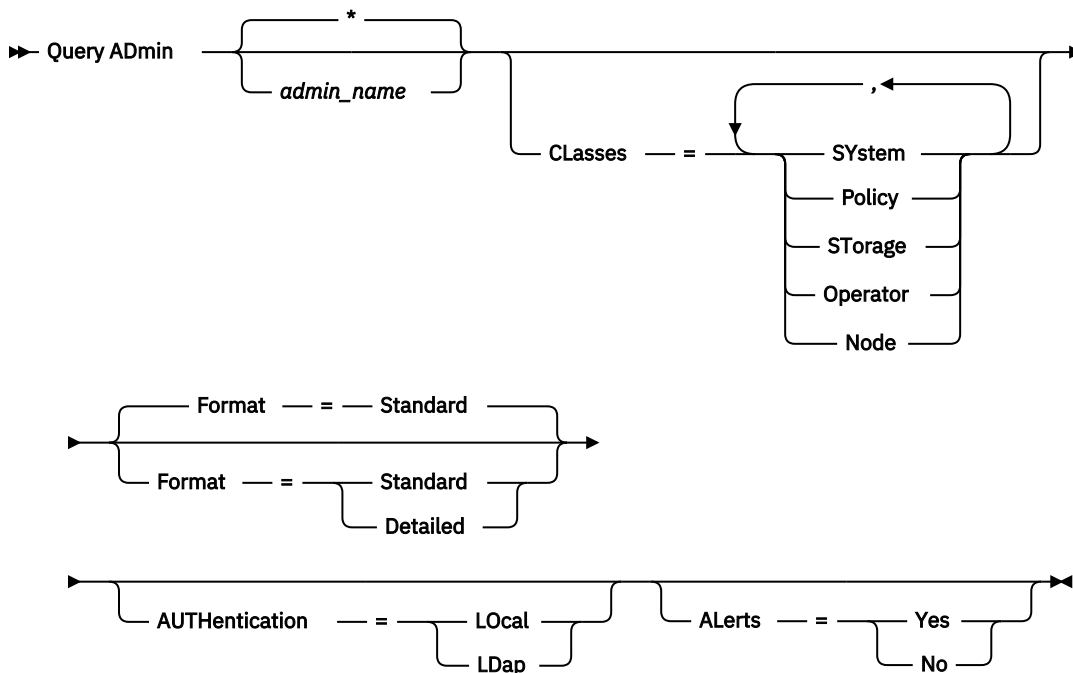 *
Query ADmin
admin_name
,
CLasses = SYstem
Policy
STorage
Operator
Node
Format = Standard
Format = Standard
Detailed
AUTHentication = LOcal
LDap
ALerts = Yes
No